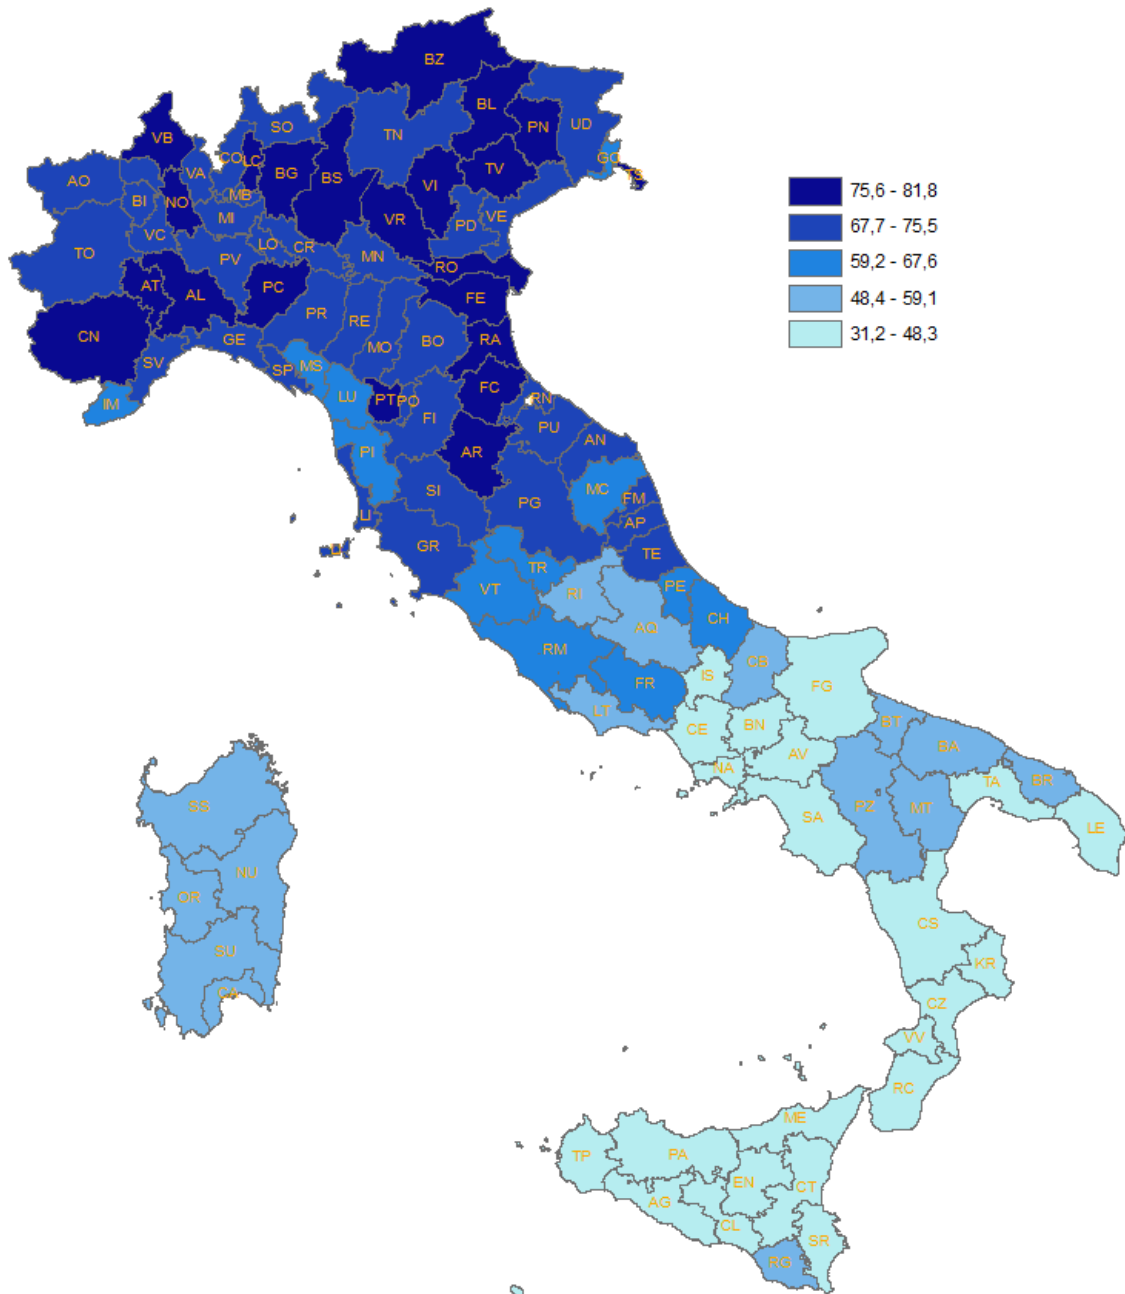 BZ
BL
PN
UD
VB
SO
TN
GO
TS
CO
LC
BG
BS
VI
TV
AO
VA
BI
NO
MB
MI
VR
PD
VE
TO
VC
PV
LO
CR
MN
RO
AT
AL
PC
FE
CN
PR
RE
MO
BO
RA
SV
GE
SP
MS
FC
IM
LU
PT
PO
FI
RN
PU
AN
PI
AR
SI
PG
MC
FM
LI
AP
GR
TE
LI
TR
VT
RI
PE
AQ
CH
RM
CB
FR
IS
FG
LT
CE
BN
BT
BA
NA
AV
TA
BR
SS
SA
PZ
MT
LE
NU
OR
CS
SU
KR
CA
CZ
VV
RC
ME
TP
PA
EN
CT
AG
CL
SR
RG
75,6 - 81,8
67,7 - 75,5
59,2 - 67,6
48,4 - 59,1
31,2 - 48,3